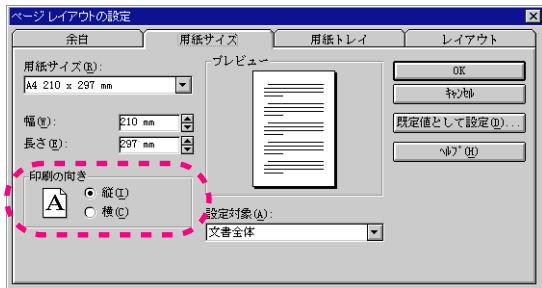 ページ レイアウトの設定
余白
用紙サイズ
用紙トレイ
レイアウト
用紙サイズ(R):
A4 210 x 297 mm
幅(W):
210 mm
長さ(E):
297 mm
印刷の向き
A
縦(I)
横(C)
プレビュー
設定対象(A):
文書全体
OK
キャンセル
既定値として設定(D)...
ヘルプ(H)